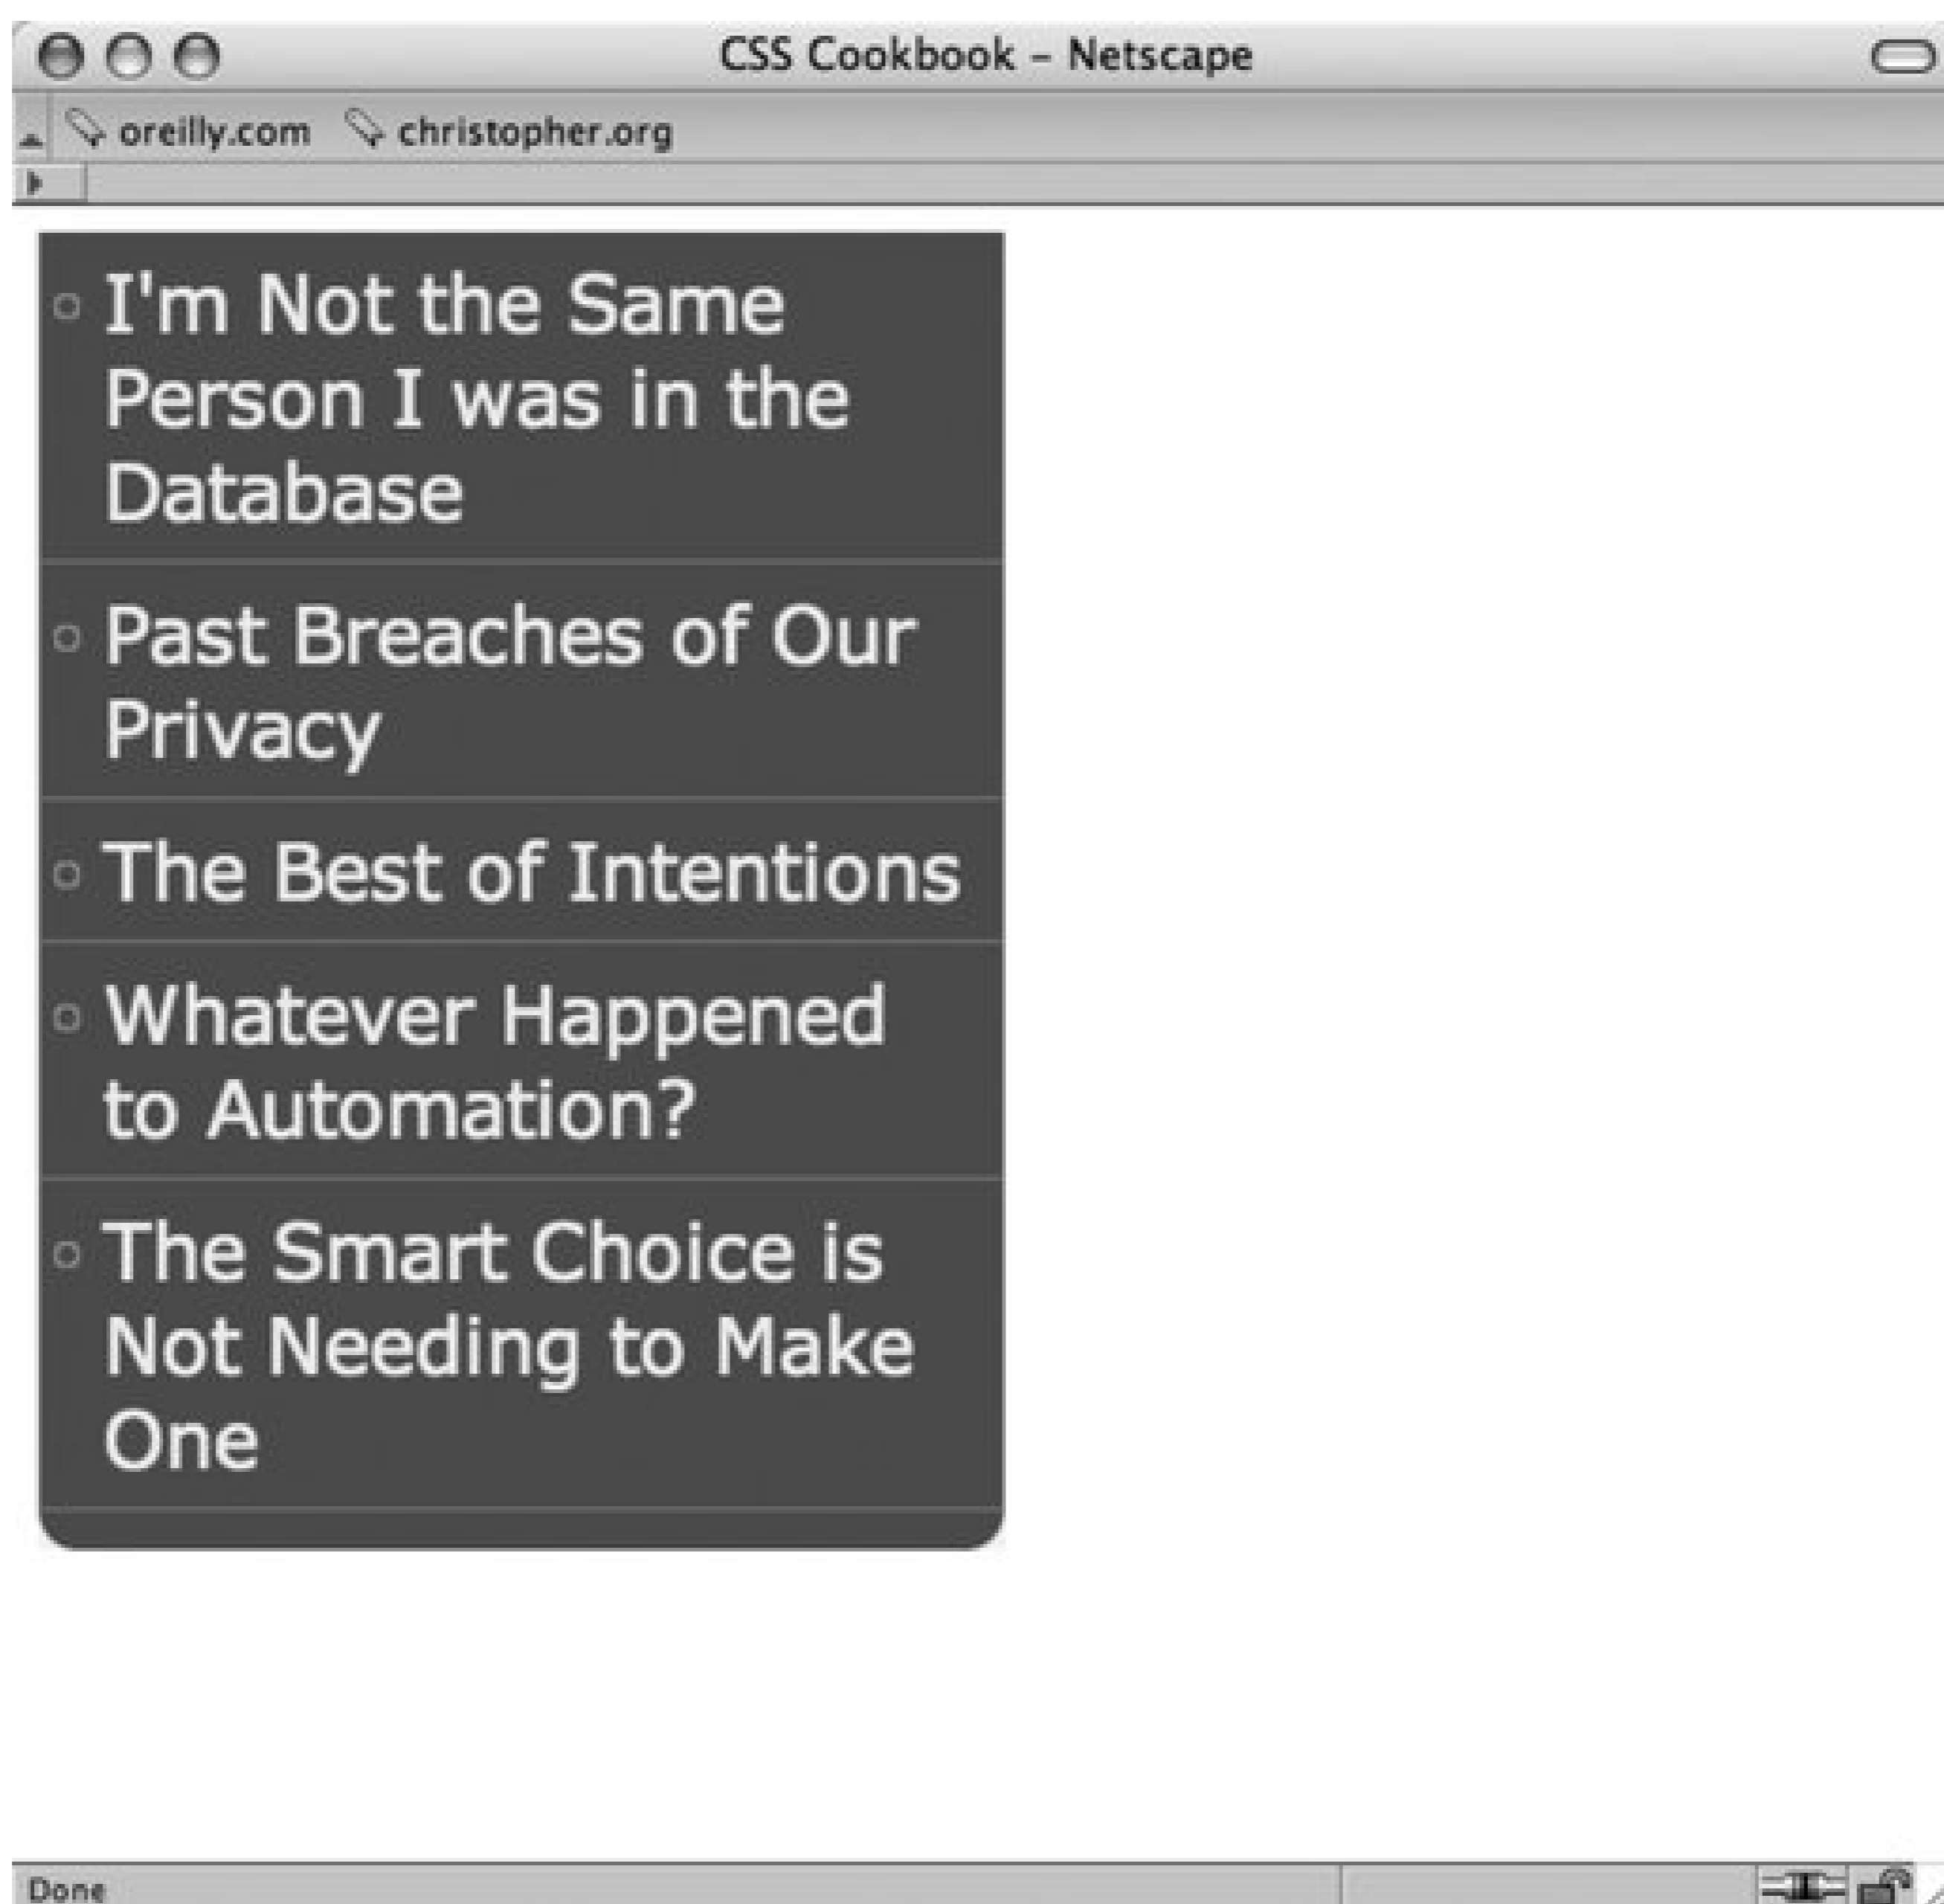 CSS Cookbook – Netscape
oreilly.com christopher.org
I'm Not the Same
Person I was in the
Database
Past Breaches of Our
Privacy
The Best of Intentions
Whatever Happened
to Automation?
The Smart Choice is
Not Needing to Make
One
Done